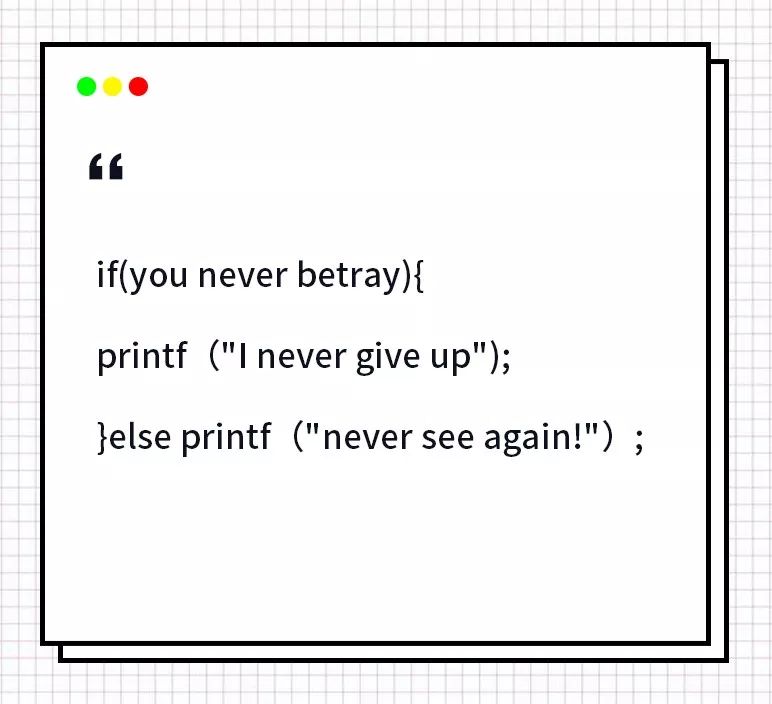 “
if(you never betray){
printf（"I never give up");
}else printf（"never see again!"）;